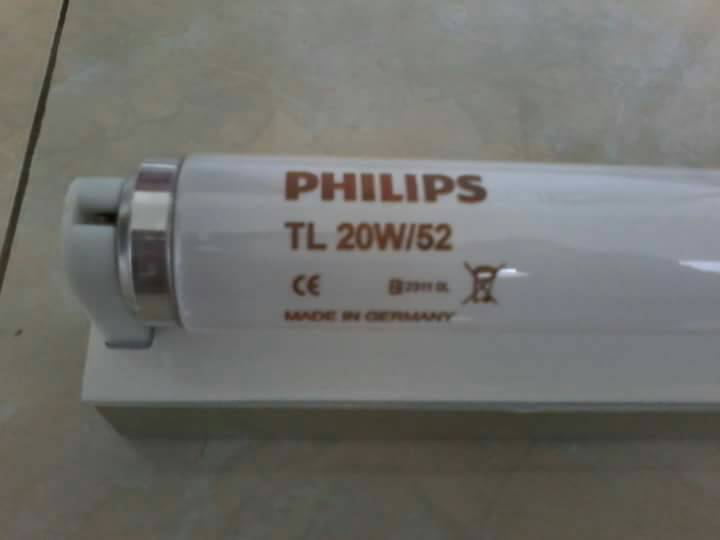 PHILIPS
TL 20W/52
CE
MADE IN GERMANY